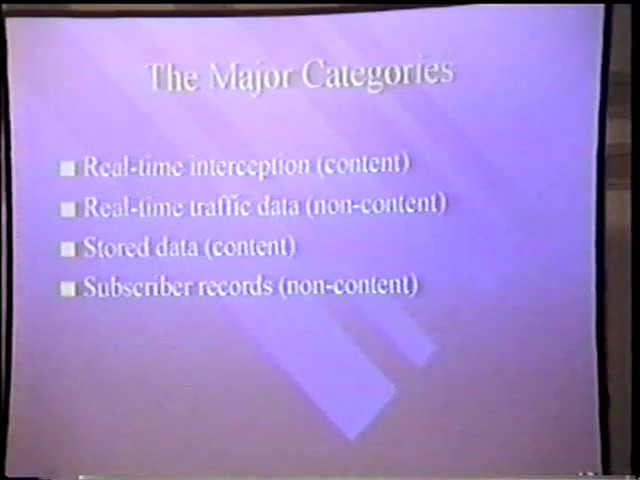 The Major Categories
Real-time interception (content)
Real-time traffic data (non-content)
Stored data (content)
Subscriber records (non-content)